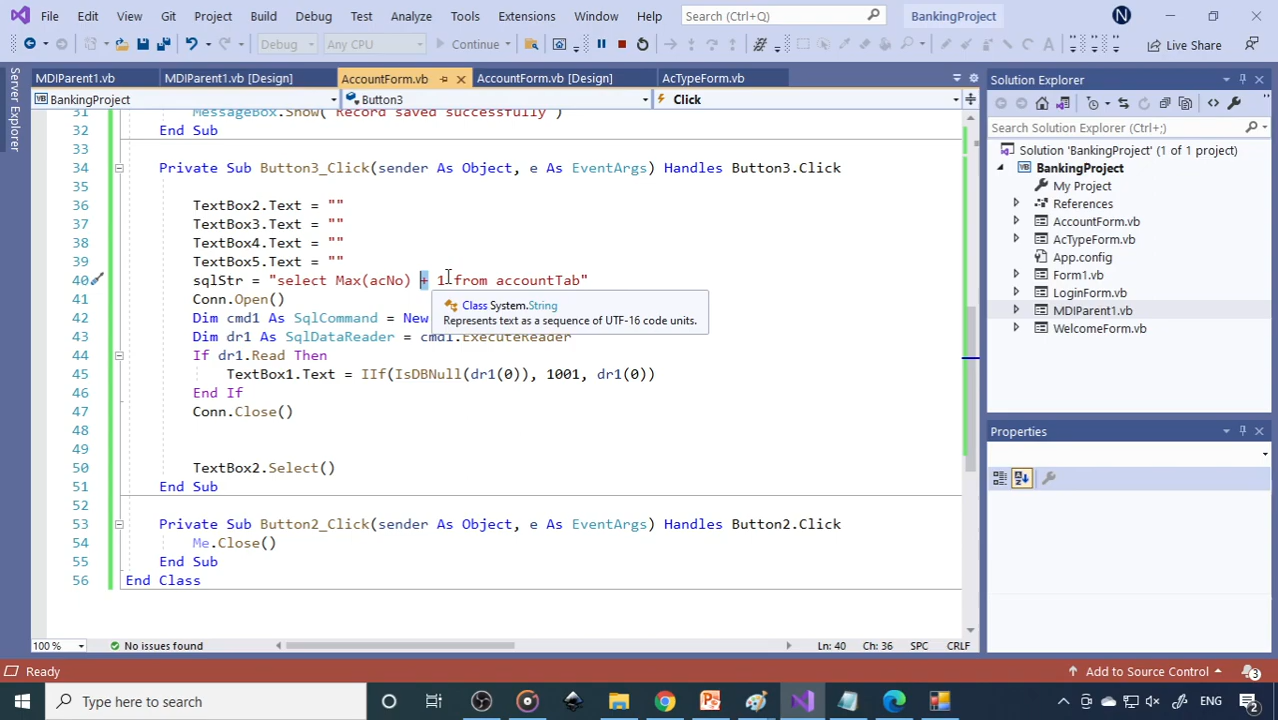 File Edit View Git Project Build Debug Test Analyze Tools Extensions Window Help Search (Ctrl+Q) BankingProject N
Debug Any CPU Continue Live Share
MDIParent1.vb MDIParent1.vb [Design] AccountForm.vb AccountForm.vb [Design] AcTypeForm.vb
BankingProject Button3 Click
Server Explorer
31 MessageBox.Show("Record saved successfully")
32 End Sub
33
34 Private Sub Button3_Click(sender As Object, e As EventArgs) Handles Button3.Click
35
36 TextBox2.Text = ""
37 TextBox3.Text = ""
38 TextBox4.Text = ""
39 TextBox5.Text = ""
40 sqlStr = "select Max(acNo) + 1 from accountTab"
41 Conn.Open()
42 Dim cmd1 As SqlCommand = New
43 Dim dr1 As SqlDataReader = cmd1.ExecuteReader
44 If dr1.Read Then
45 TextBox1.Text = IIf(IsDBNull(dr1(0)), 1001, dr1(0))
46 End If
47 Conn.Close()
48
49
50 TextBox2.Select()
51 End Sub
52
53 Private Sub Button2_Click(sender As Object, e As EventArgs) Handles Button2.Click
54 Me.Close()
55 End Sub
56 End Class
Class System.String
Represents text as a sequence of UTF-16 code units.
100 % No issues found Ln: 40 Ch: 36 SPC CRLF
Solution Explorer
Search Solution Explorer (Ctrl+;)
Solution 'BankingProject' (1 of 1 project)
BankingProject
My Project
References
AccountForm.vb
AcTypeForm.vb
App.config
Form1.vb
LoginForm.vb
MDIParent1.vb
WelcomeForm.vb
Properties
Ready Add to Source Control 3
Type here to search ENG 2